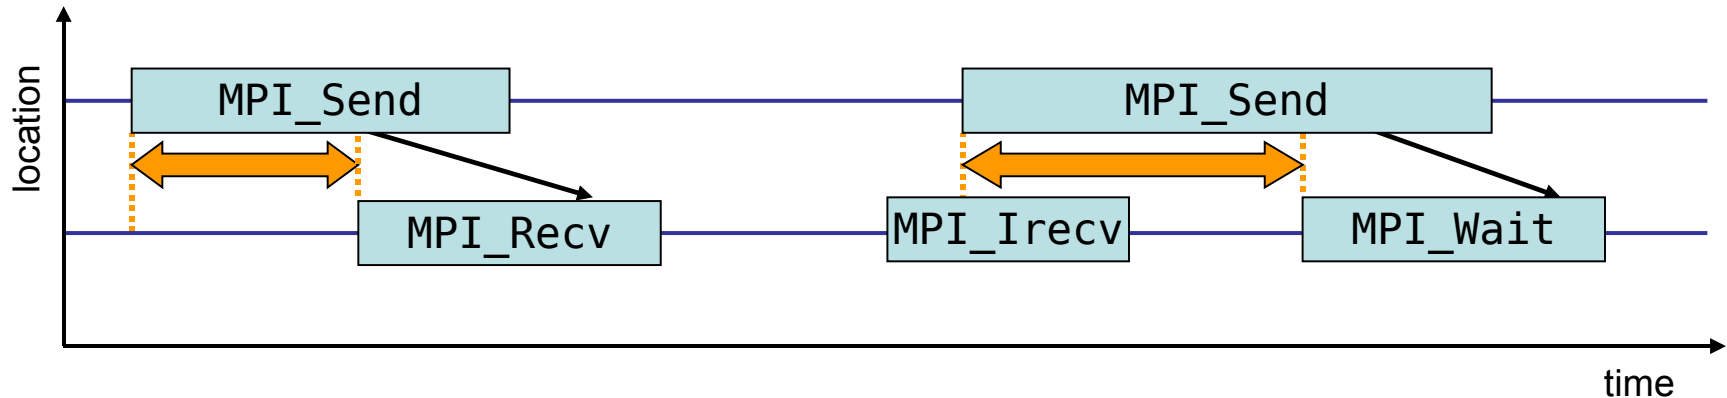 location
MPI_Send
MPI_Send
MPI_Recv
MPI_Irecv
MPI_Wait
time